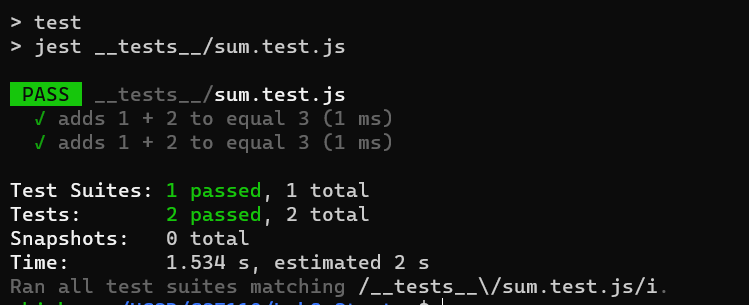 > test
> jest __tests__/sum.test.js
PASS __tests__/sum.test.js
✓ adds 1 + 2 to equal 3 (1 ms)
✓ adds 1 + 2 to equal 3 (1 ms)
Test Suites: 1 passed, 1 total
Tests: 2 passed, 2 total
Snapshots: 0 total
Time: 1.534 s, estimated 2 s
Ran all test suites matching /__tests__\/sum.test.js/i.